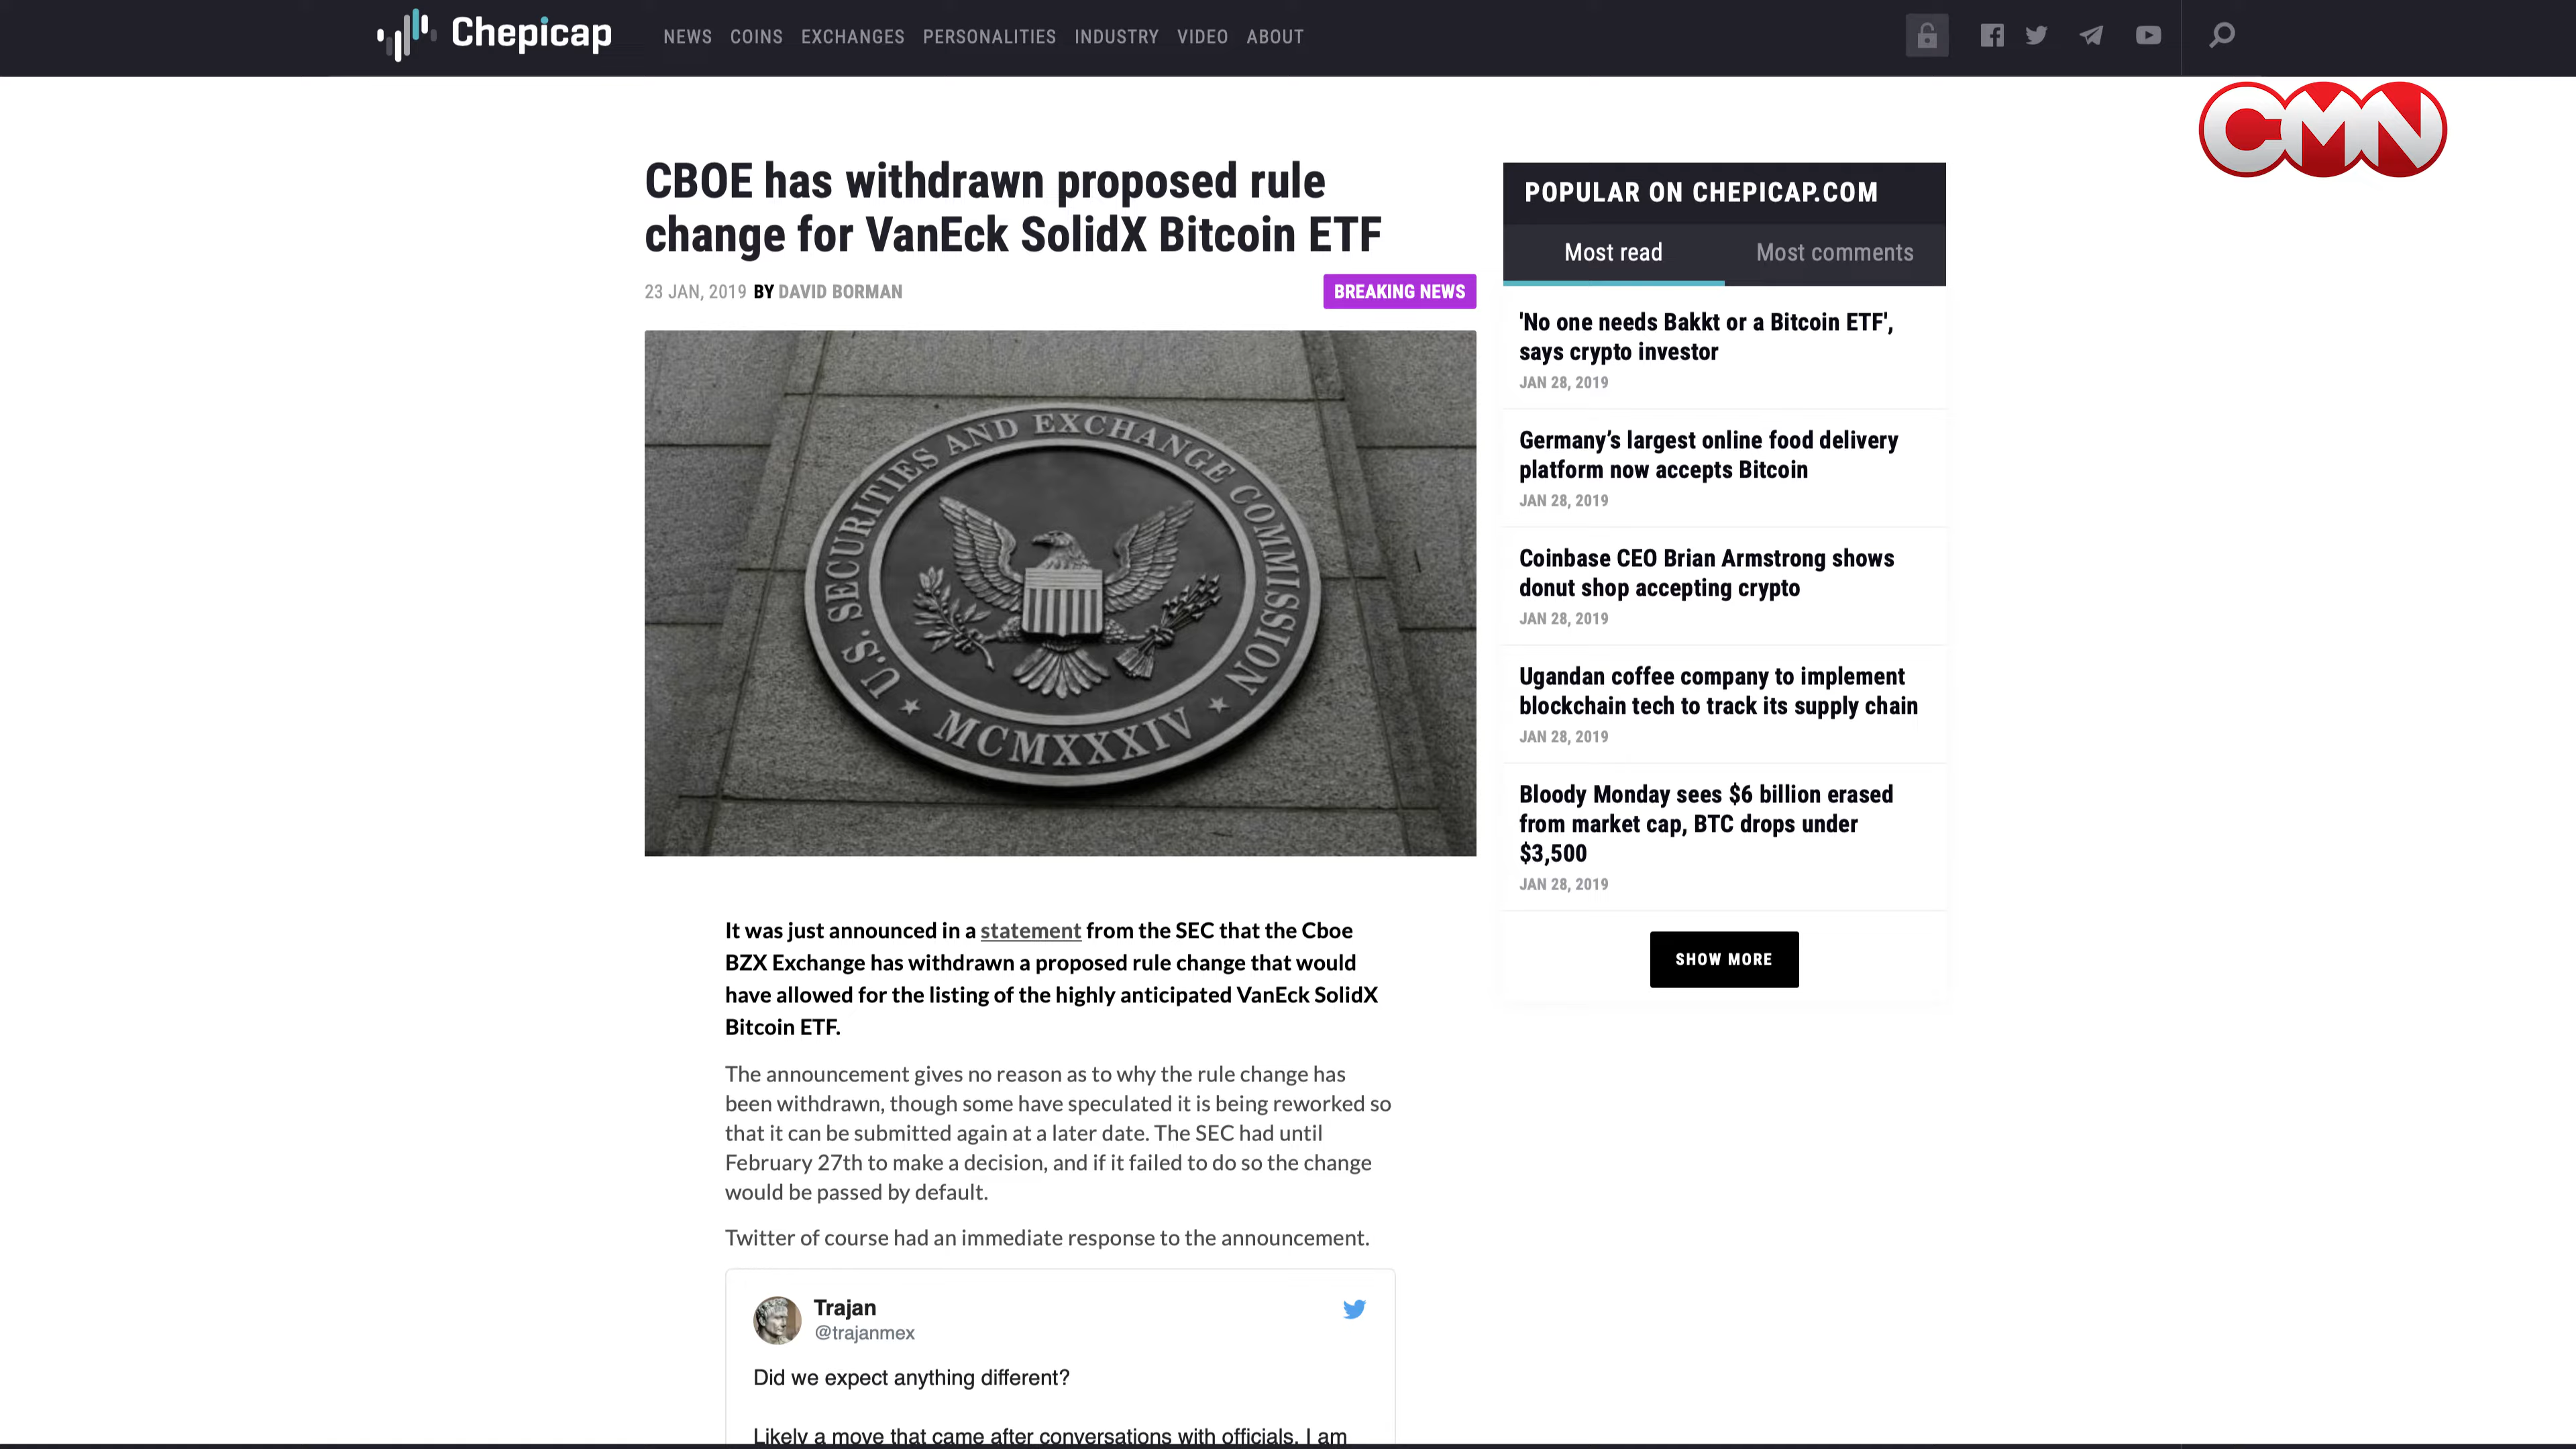 Chepicap
NEWS COINS EXCHANGES PERSONALITIES INDUSTRY VIDEO ABOUT
CMN
CBOE has withdrawn proposed rule
change for VanEck SolidX Bitcoin ETF
23 JAN, 2019 BY DAVID BORMAN
BREAKING NEWS
U.S. SECURITIES AND EXCHANGE COMMISSION
MCMXXXIV
It was just announced in a statement from the SEC that the Cboe
BZX Exchange has withdrawn a proposed rule change that would
have allowed for the listing of the highly anticipated VanEck SolidX
Bitcoin ETF.
The announcement gives no reason as to why the rule change has
been withdrawn, though some have speculated it is being reworked so
that it can be submitted again at a later date. The SEC had until
February 27th to make a decision, and if it failed to do so the change
would be passed by default.
Twitter of course had an immediate response to the announcement.
Trajan
@trajanmex
Did we expect anything different?
Likely a move that came after conversations with officials. I am
POPULAR ON CHEPICAP.COM
Most read Most comments
'No one needs Bakkt or a Bitcoin ETF',
says crypto investor
JAN 28, 2019
Germany's largest online food delivery
platform now accepts Bitcoin
JAN 28, 2019
Coinbase CEO Brian Armstrong shows
donut shop accepting crypto
JAN 28, 2019
Ugandan coffee company to implement
blockchain tech to track its supply chain
JAN 28, 2019
Bloody Monday sees $6 billion erased
from market cap, BTC drops under
$3,500
JAN 28, 2019
SHOW MORE